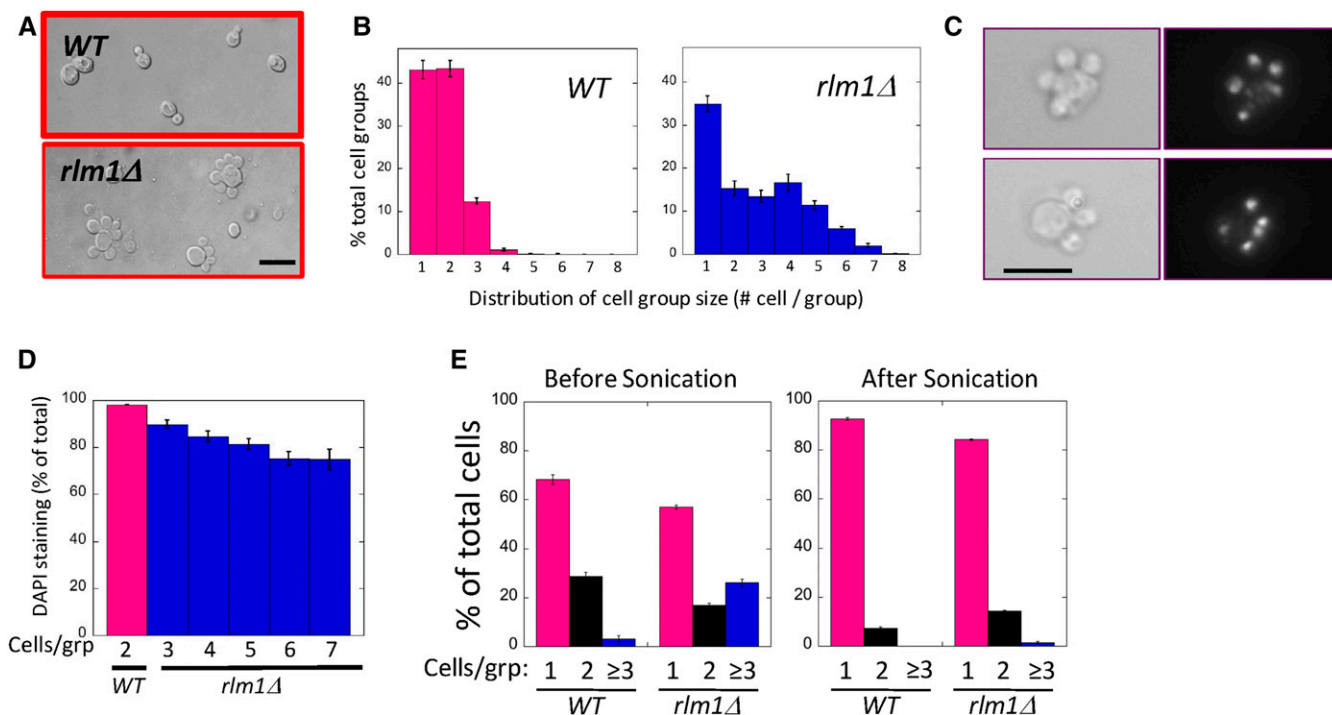 A
WT
rlm1Δ
B
% total cell groups
40
30
20
10
0
WT
1 2 3 4 5 6 7 8
40
30
20
10
0
rlm1Δ
1 2 3 4 5 6 7 8
Distribution of cell group size (# cell / group)
C
D
DAPI staining (% of total)
100
80
60
40
20
0
Cells/grp 2 3 4 5 6 7
WT rlm1Δ
E
Before Sonication
% of total cells
100
80
60
40
20
0
Cells/grp: 1 2 ≥3 1 2 ≥3
WT rlm1Δ
After Sonication
100
80
60
40
20
0
1 2 ≥3 1 2 ≥3
WT rlm1Δ